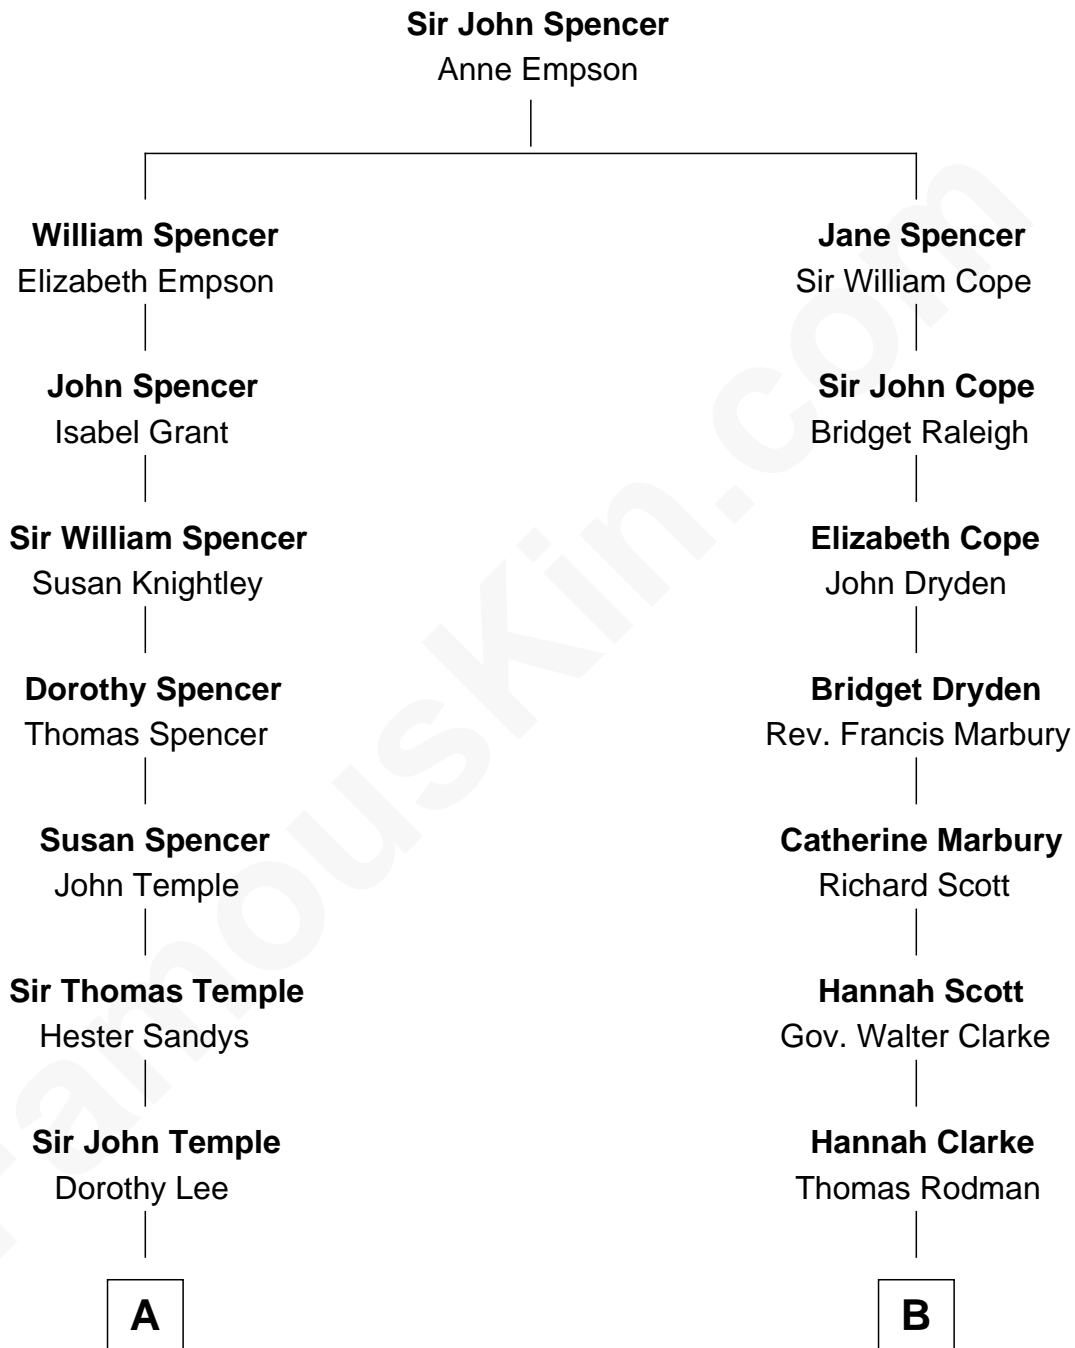 Sir John Spencer
Anne Empson
William Spencer
Elizabeth Empson
John Spencer
Isabel Grant
Sir William Spencer
Susan Knightley
Dorothy Spencer
Thomas Spencer
Susan Spencer
John Temple
Sir Thomas Temple
Hester Sandys
Sir John Temple
Dorothy Lee
A
Jane Spencer
Sir William Cope
Sir John Cope
Bridget Raleigh
Elizabeth Cope
John Dryden
Bridget Dryden
Rev. Francis Marbury
Catherine Marbury
Richard Scott
Hannah Scott
Gov. Walter Clarke
Hannah Clarke
Thomas Rodman
B
FamousKin.com